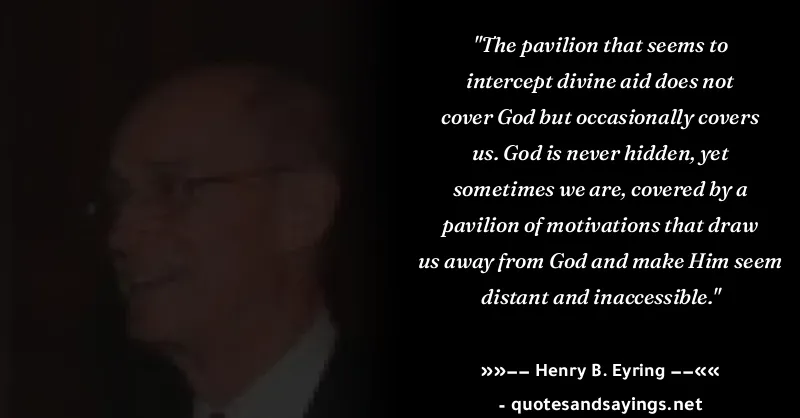 "The pavilion that seems to
intercept divine aid does not
cover God but occasionally covers
us. God is never hidden, yet
sometimes we are, covered by a
pavilion of motivations that draw
us away from God and make Him seem
distant and inaccessible."
»»−− Henry B. Eyring −−««
- quotesandsayings.net